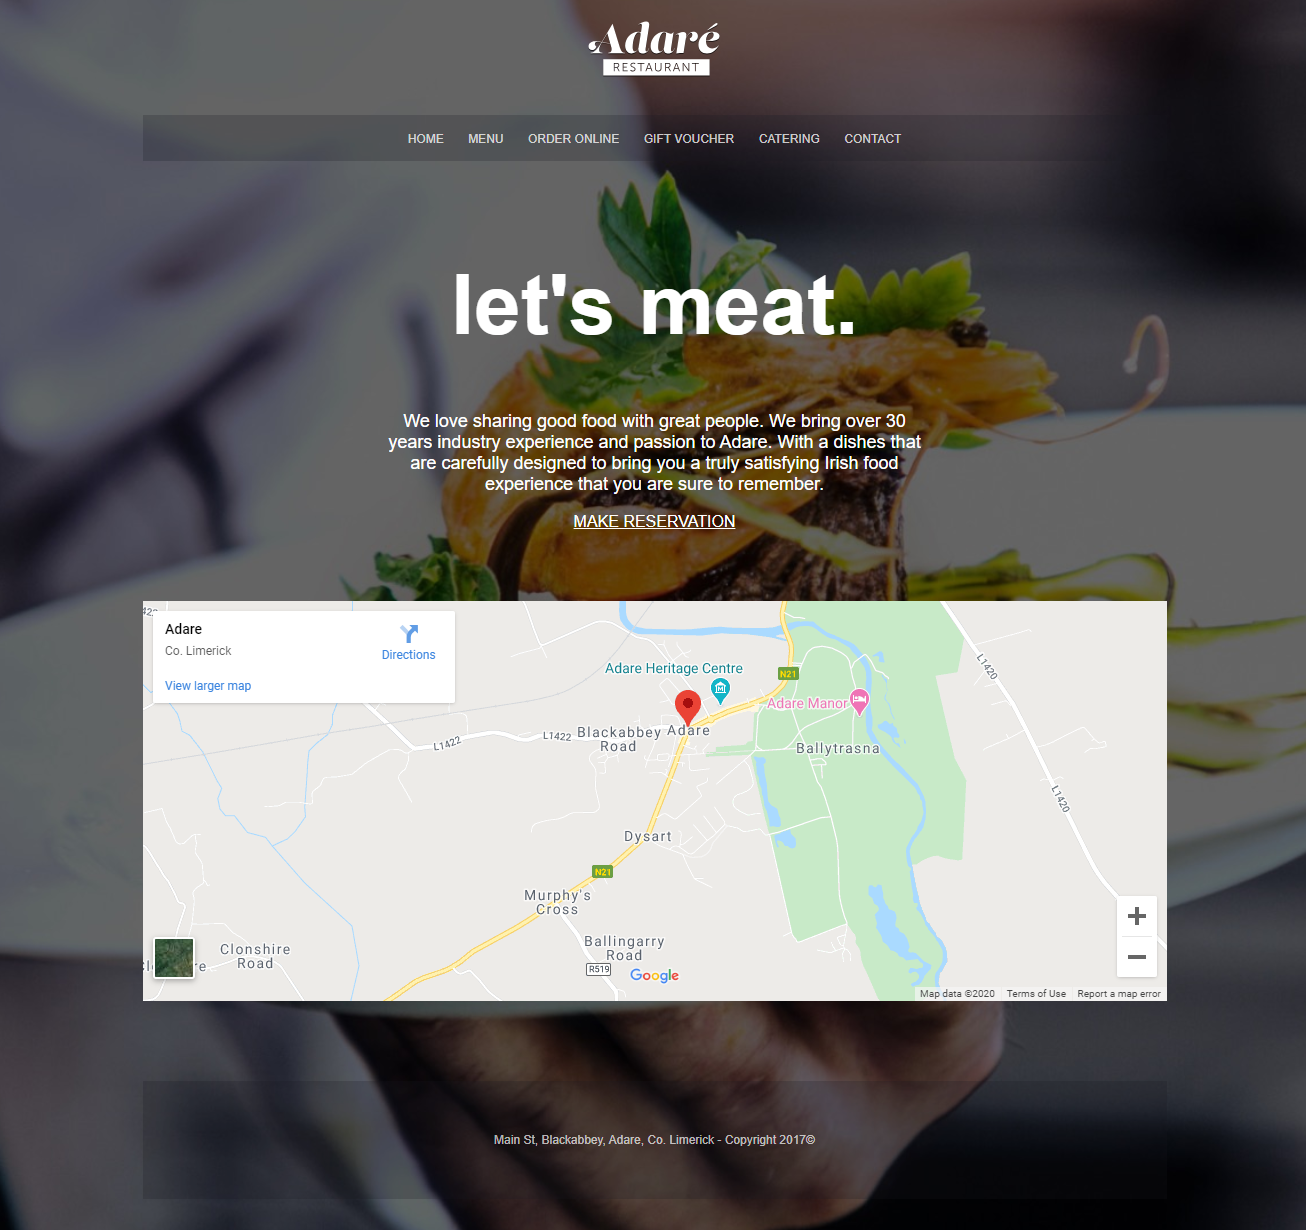 Adaré
RESTAURANT
HOME MENU ORDER ONLINE GIFT VOUCHER CATERING CONTACT
let's meat.
We love sharing good food with great people. We bring over 30
years industry experience and passion to Adare. With a dishes that
are carefully designed to bring you a truly satisfying Irish food
experience that you are sure to remember.
MAKE RESERVATION
Adare
Co. Limerick
Directions
View larger map
L1420
Adare Heritage Centre
N21
Adare Manor
L1422
L1422
Blackabbey
Road
Adare
Ballytrasna
L1420
Dysart
N21
Murphy's
Cross
Ballingarry
Road
Clonshire
Road
R519
Google
Map data ©2020 Terms of Use Report a map error
Main St, Blackabbey, Adare, Co. Limerick - Copyright 2017©